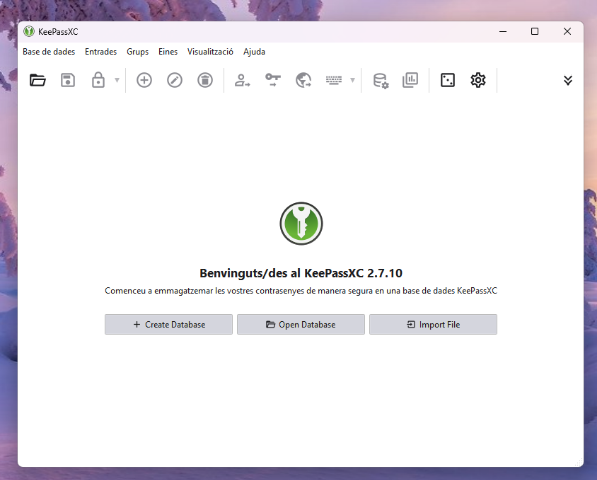 KeePassXC
Base de dades Entrades Grups Eines Visualització Ajuda
Benvinguts/des al KeePassXC 2.7.10
Comenceu a emmagatzemar les vostres contrasenyes de manera segura en una base de dades KeePassXC
Create Database Open Database Import File